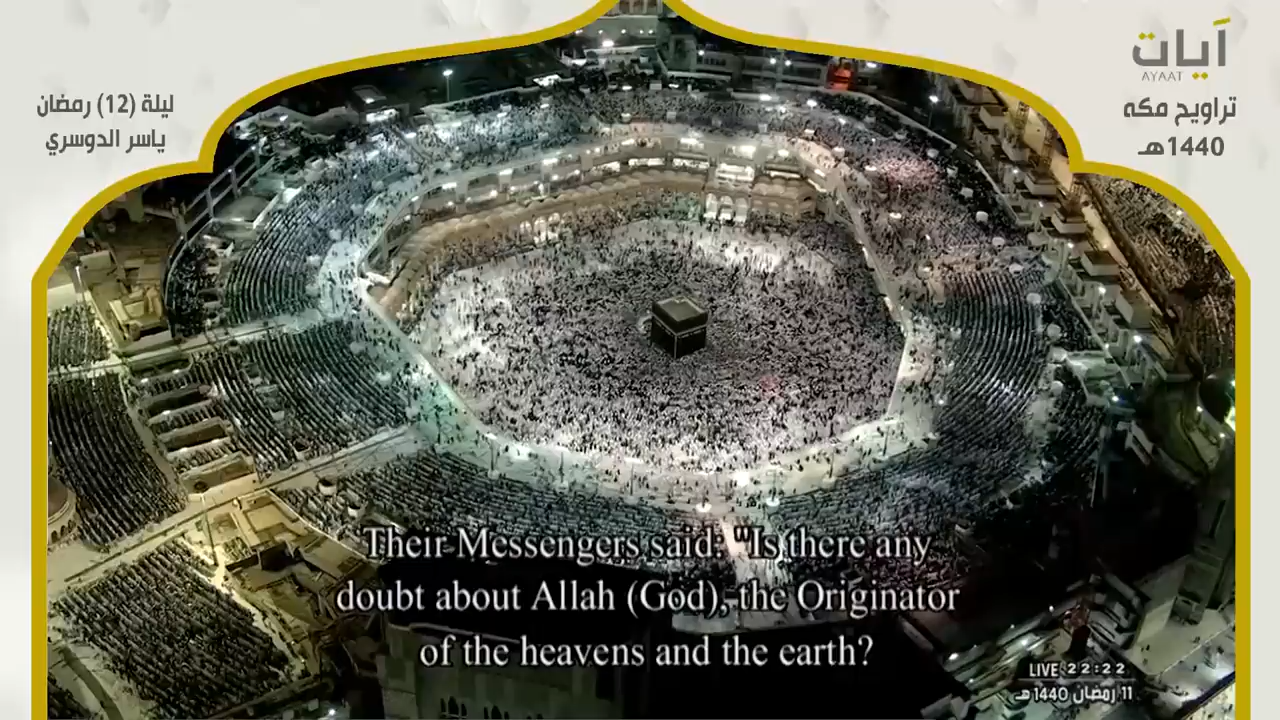 آيات
AYAAT
تراويح مكه
1440هـ
ليلة (12) رمضان
ياسر الدوسري
Their Messengers said: "Is there any
doubt about Allah (God), the Originator
of the heavens and the earth?
LIVE 22:22
11 رمضان 1440هـ